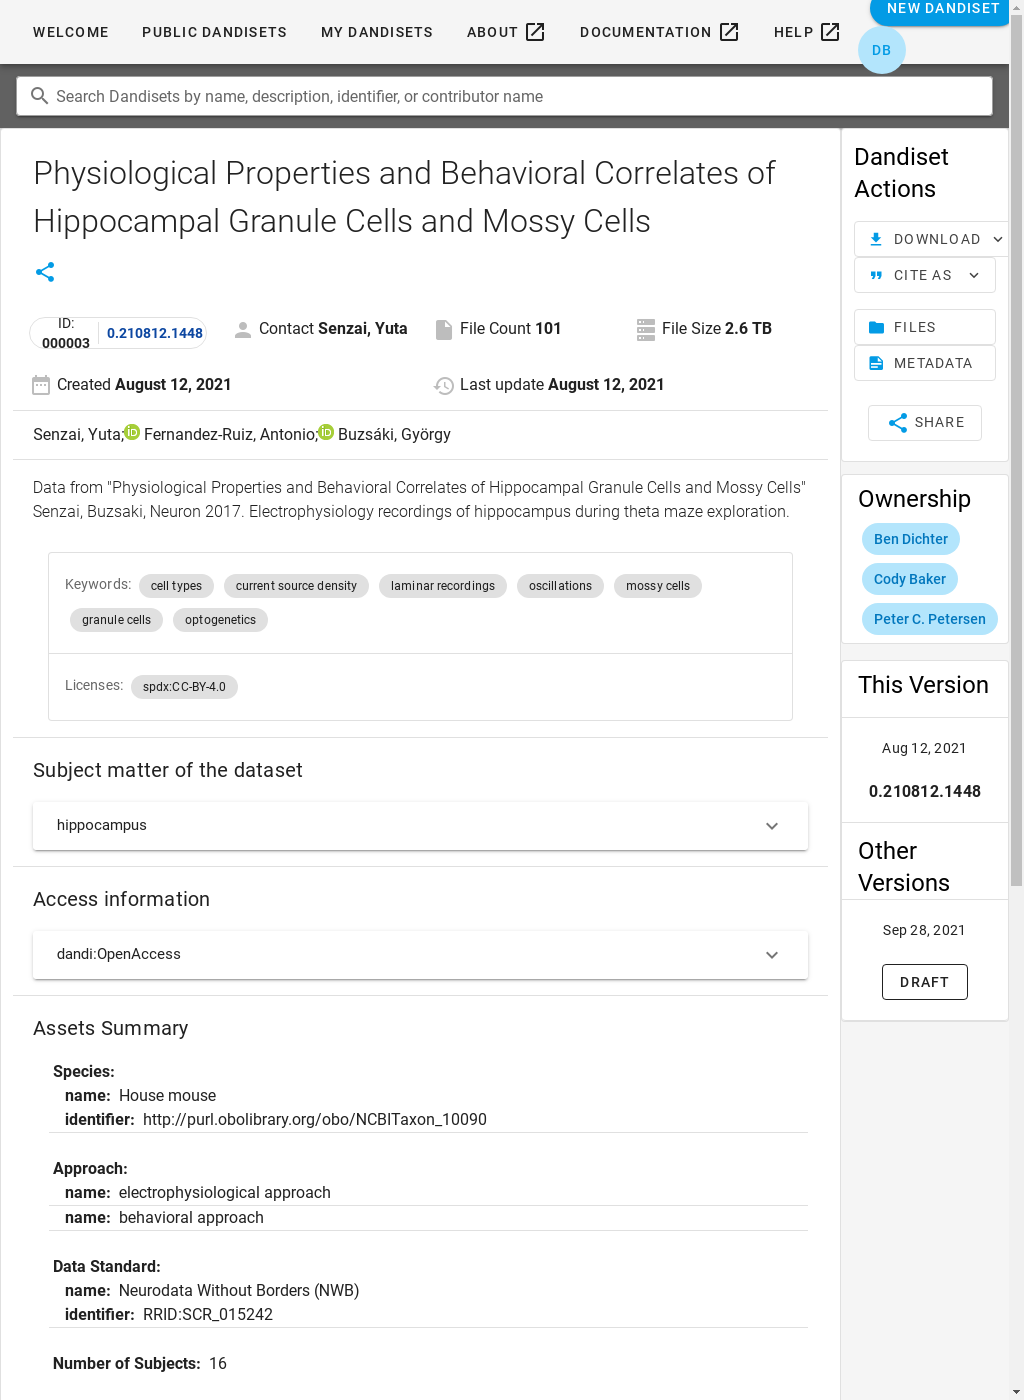 WELCOME PUBLIC DANDISETS MY DANDISETS ABOUT DOCUMENTATION HELP NEW DANDISET
DB
Search Dandisets by name, description, identifier, or contributor name
Physiological Properties and Behavioral Correlates of
Hippocampal Granule Cells and Mossy Cells
ID:
000003
0.210812.1448
Contact Senzai, Yuta
File Count 101
File Size 2.6 TB
Created August 12, 2021
Last update August 12, 2021
Senzai, Yuta; Fernandez-Ruiz, Antonio; Buzsáki, György
Data from "Physiological Properties and Behavioral Correlates of Hippocampal Granule Cells and Mossy Cells"
Senzai, Buzsaki, Neuron 2017. Electrophysiology recordings of hippocampus during theta maze exploration.
Keywords: cell types current source density laminar recordings oscillations mossy cells
granule cells optogenetics
Licenses: spdx:CC-BY-4.0
Subject matter of the dataset
hippocampus
Access information
dandi:OpenAccess
Assets Summary
Species:
name: House mouse
identifier: http://purl.obolibrary.org/obo/NCBITaxon_10090
Approach:
name: electrophysiological approach
name: behavioral approach
Data Standard:
name: Neurodata Without Borders (NWB)
identifier: RRID:SCR_015242
Number of Subjects: 16
Dandiset
Actions
DOWNLOAD
CITE AS
FILES
METADATA
SHARE
Ownership
Ben Dichter
Cody Baker
Peter C. Petersen
This Version
Aug 12, 2021
0.210812.1448
Other
Versions
Sep 28, 2021
DRAFT